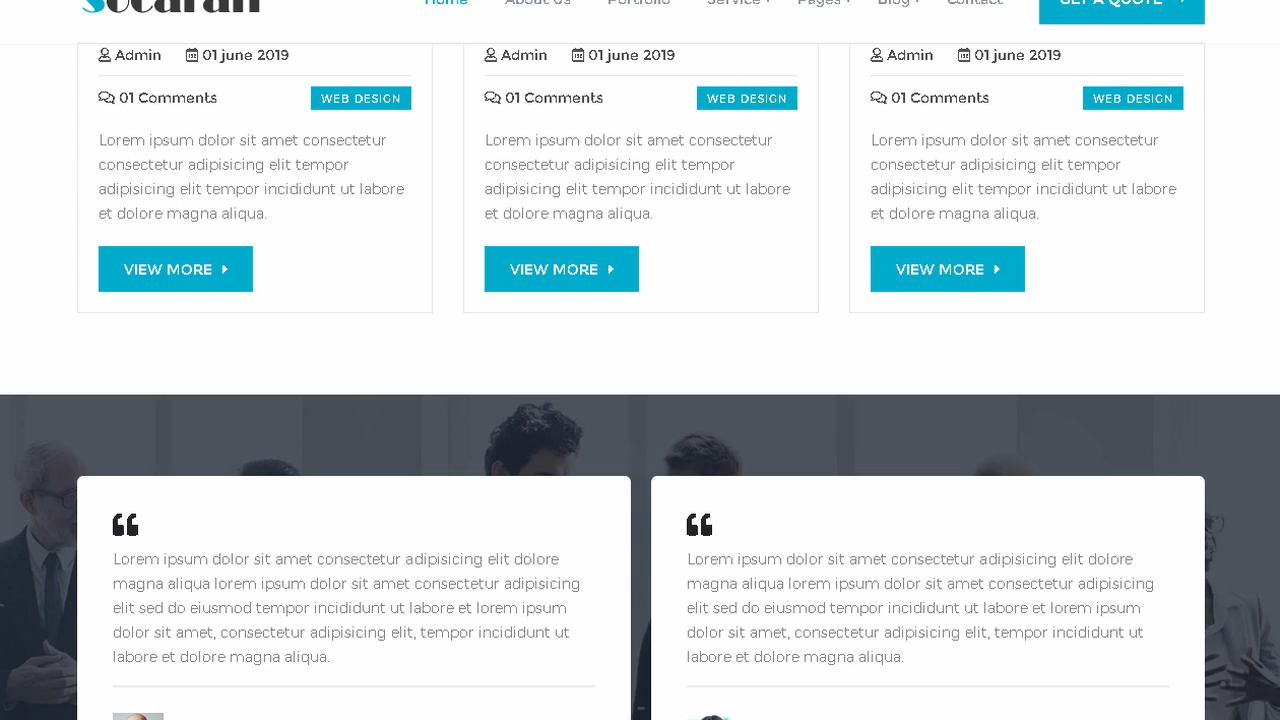 Socaran
Home About Us Portfolio Service Pages Blog Contact GET A QUOTE
Admin 01 june 2019
01 Comments WEB DESIGN
Lorem ipsum dolor sit amet consectetur
consectetur adipisicing elit tempor
adipisicing elit tempor incididunt ut labore
et dolore magna aliqua.
VIEW MORE
Admin 01 june 2019
01 Comments WEB DESIGN
Lorem ipsum dolor sit amet consectetur
consectetur adipisicing elit tempor
adipisicing elit tempor incididunt ut labore
et dolore magna aliqua.
VIEW MORE
Admin 01 june 2019
01 Comments WEB DESIGN
Lorem ipsum dolor sit amet consectetur
consectetur adipisicing elit tempor
adipisicing elit tempor incididunt ut labore
et dolore magna aliqua.
VIEW MORE
Lorem ipsum dolor sit amet consectetur adipisicing elit dolore
magna aliqua lorem ipsum dolor sit amet consectetur adipisicing
elit sed do eiusmod tempor incididunt ut labore et lorem ipsum
dolor sit amet, consectetur adipisicing elit, tempor incididunt ut
labore et dolore magna aliqua.
Lorem ipsum dolor sit amet consectetur adipisicing elit dolore
magna aliqua lorem ipsum dolor sit amet consectetur adipisicing
elit sed do eiusmod tempor incididunt ut labore et lorem ipsum
dolor sit amet, consectetur adipisicing elit, tempor incididunt ut
labore et dolore magna aliqua.